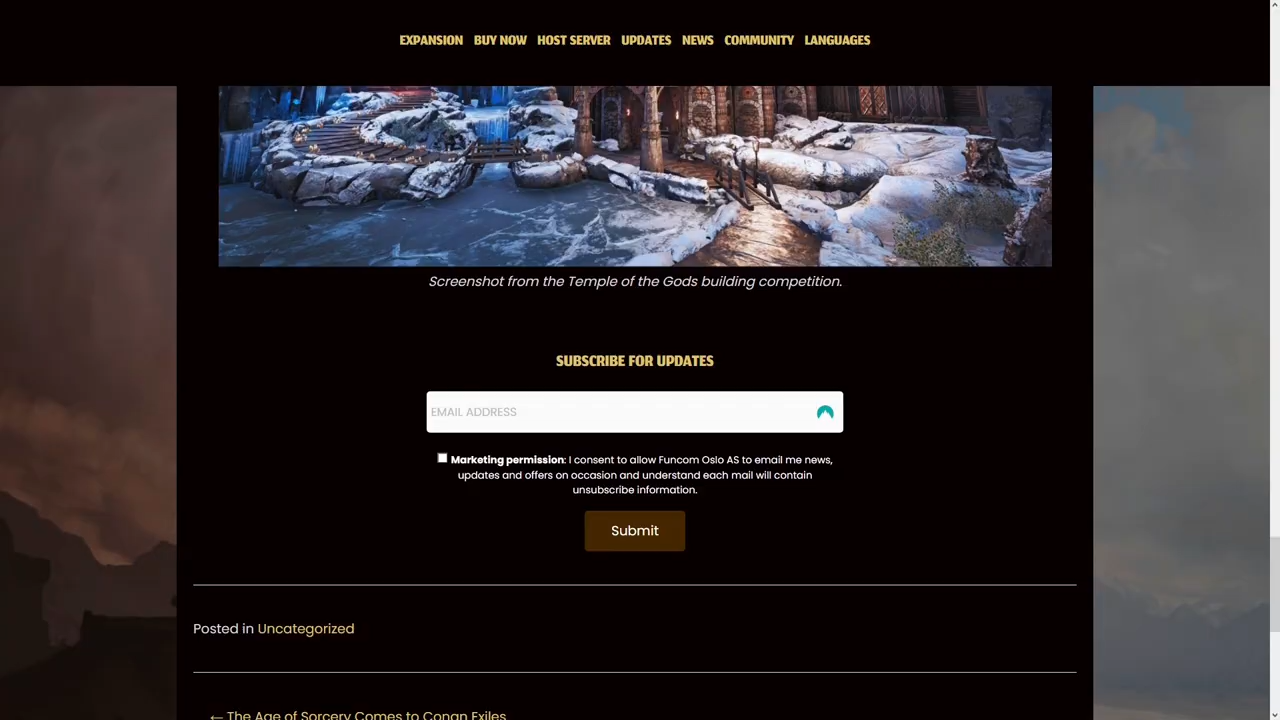 EXPANSION BUY NOW HOST SERVER UPDATES NEWS COMMUNITY LANGUAGES
Screenshot from the Temple of the Gods building competition.
SUBSCRIBE FOR UPDATES
EMAIL ADDRESS
Marketing permission: I consent to allow Funcom Oslo AS to email me news,
updates and offers on occasion and understand each mail will contain
unsubscribe information.
Submit
Posted in Uncategorized
← The Age of Sorcery Comes to Conan Exiles